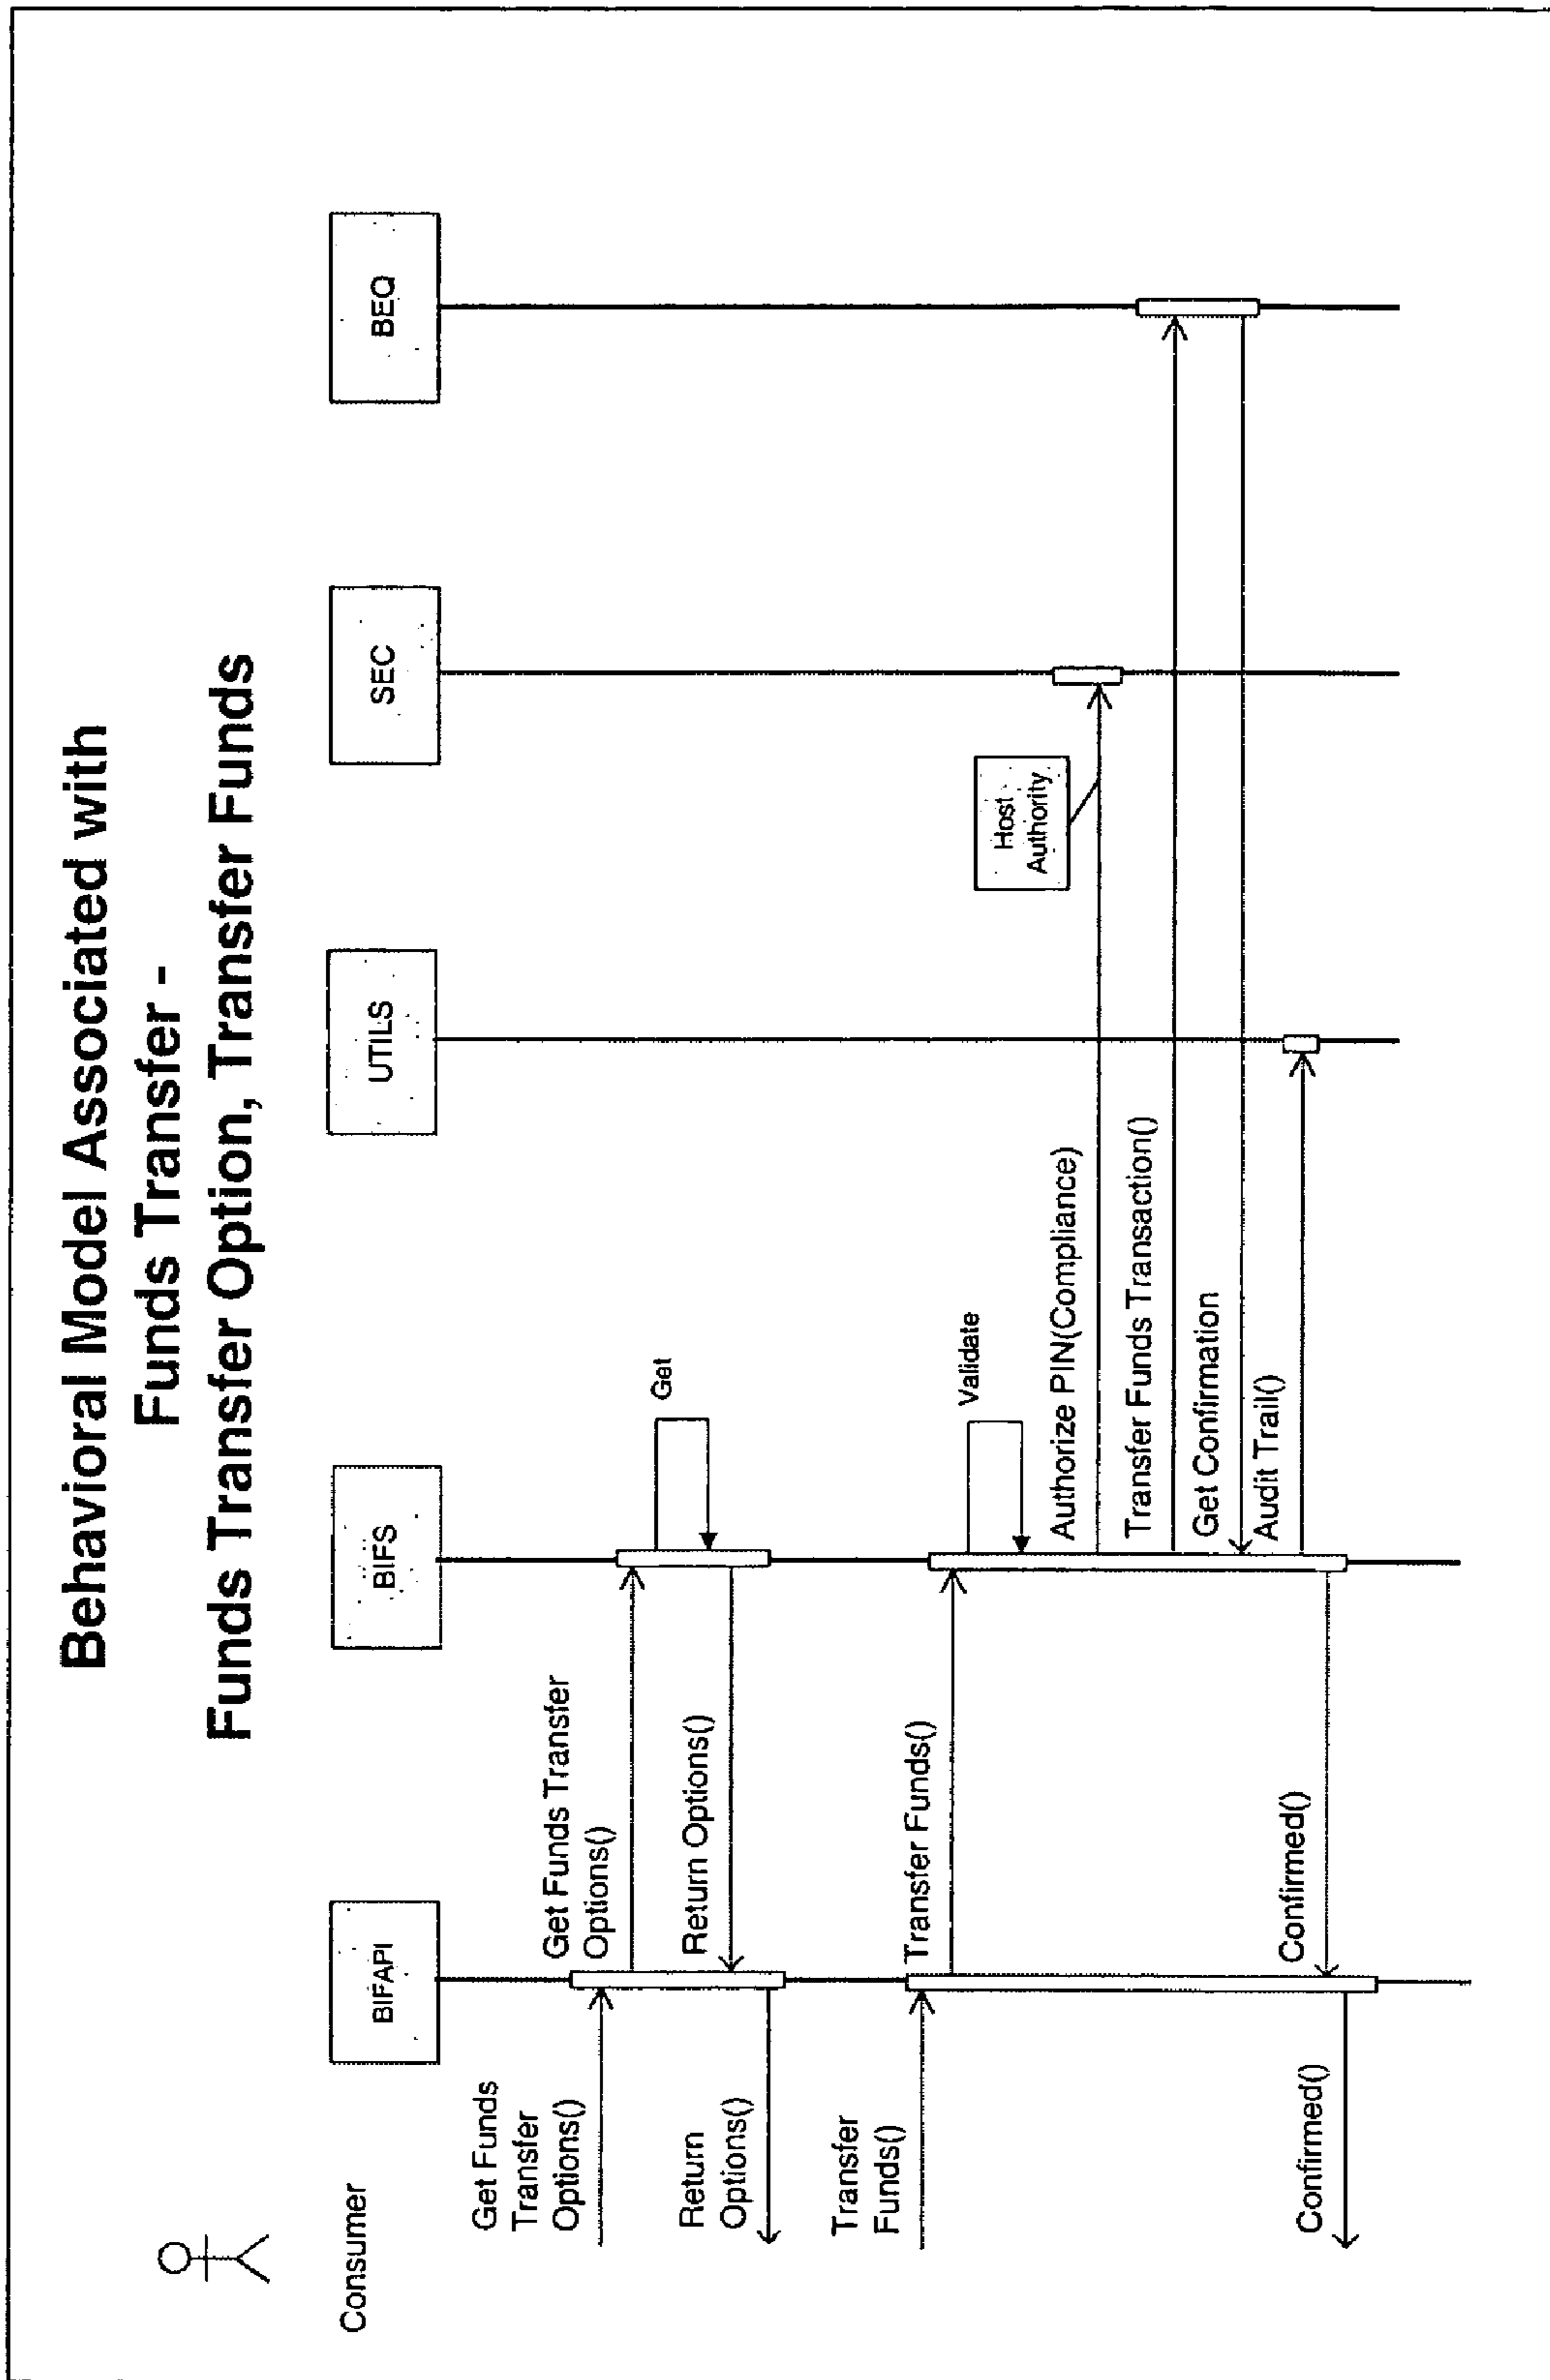 Behavioral Model Associated with
Funds Transfer -
Funds Transfer Option, Transfer Funds
Consumer
BIFAPI
BIFS
UTILS
SEC
BEQ
Get Funds
Transfer
Options()
Get Funds Transfer
Options()
Get
Return Options()
Return
Options()
Transfer
Funds()
Transfer Funds()
Validate
Host
Authority
Authorize PIN(Compliance)
Transfer Funds Transaction()
Get Confirmation
Audit Trail()
Confirmed()
Confirmed()